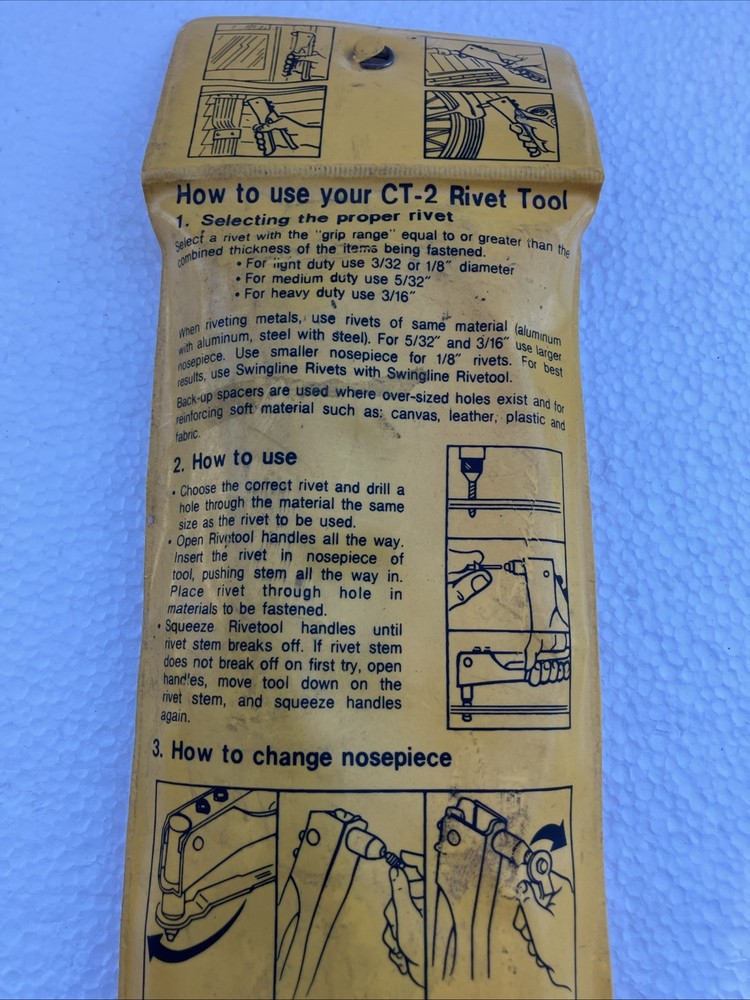 How to use your CT-2 Rivet Tool
1. Selecting the proper rivet
Select a rivet with the "grip range" equal to or greater than the
combined thickness of the items being fastened.
• For light duty use 3/32 or 1/8″ diameter
• For medium duty use 5/32″
• For heavy duty use 3/16″
When riveting metals, use rivets of same material (aluminum
with aluminum, steel with steel). For 5/32″ and 3/16″ use larger
nosepiece. Use smaller nosepiece for 1/8″ rivets. For best
results, use Swingline Rivets with Swingline Rivetool.
Back-up spacers are used where over-sized holes exist and for
reinforcing soft material such as: canvas, leather, plastic and
fabric.
2. How to use
• Choose the correct rivet and drill a
hole through the material the same
size as the rivet to be used.
• Open Rivetool handles all the way.
Insert the rivet in nosepiece of
tool, pushing stem all the way in.
Place rivet through hole in
materials to be fastened.
• Squeeze Rivetool handles until
rivet stem breaks off. If rivet stem
does not break off on first try, open
handles, move tool down on the
rivet stem, and squeeze handles
again.
3. How to change nosepiece